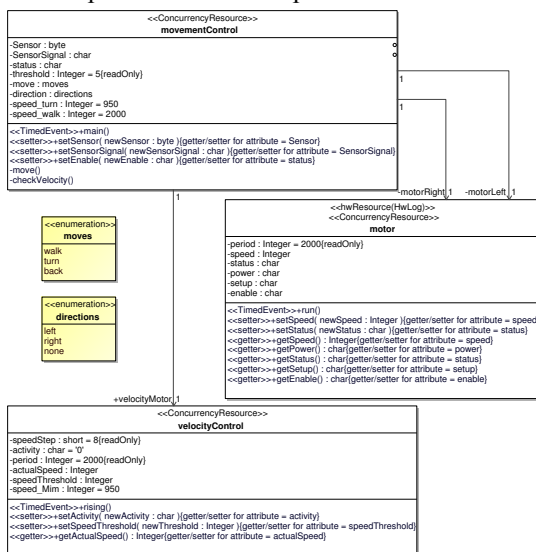 <<ConcurrencyResource>>
movementControl
-Sensor : byte
-SensorSignal : char
-status : char
-threshold : Integer = 5{readOnly}
-move : moves
-direction : directions
-speed_turn : Integer = 950
-speed_walk : Integer = 2000
<<TimedEvent>>+main()
<<setter>>+setSensor( newSensor : byte ){getter/setter for attribute = Sensor}
<<setter>>+setSensorSignal( newSensorSignal : char ){getter/setter for attribute = SensorSignal}
<<setter>>+setEnable( newEnable : char ){getter/setter for attribute = status}
-move()
-checkVelocity()
1
1
1
-motorRight 1
-motorLeft 1
<<enumeration>>
moves
walk
turn
back
<<enumeration>>
directions
left
right
none
<<hwResource(HwLog)>>
<<ConcurrencyResource>>
motor
-period : Integer = 2000{readOnly}
-speed : Integer
-status : char
-power : char
-setup : char
-enable : char
<<TimedEvent>>+run()
<<setter>>+setSpeed( newSpeed : Integer ){getter/setter for attribute = speed
<<setter>>+setStatus( newStatus : char ){getter/setter for attribute = status}
<<getter>>+getSpeed() : Integer{getter/setter for attribute = speed}
<<getter>>+getPower() : char{getter/setter for attribute = power}
<<getter>>+getStatus() : char{getter/setter for attribute = status}
<<getter>>+getSetup() : char{getter/setter for attribute = setup}
<<getter>>+getEnable() : char{getter/setter for attribute = enable}
+velocityMotor 1
<<ConcurrencyResource>>
velocityControl
-speedStep : short = 8{readOnly}
-activity : char = '0'
-period : Integer = 2000{readOnly}
-actualSpeed : Integer
-speedThreshold : Integer
-speed_Mim : Integer = 950
<<TimedEvent>>+rising()
<<setter>>+setActivity( newActivity : char ){getter/setter for attribute = activity}
<<setter>>+setSpeedThreshold( newThreshold : Integer ){getter/setter for attribute = speedThreshold}
<<getter>>+getActualSpeed() : Integer{getter/setter for attribute = actualSpeed}